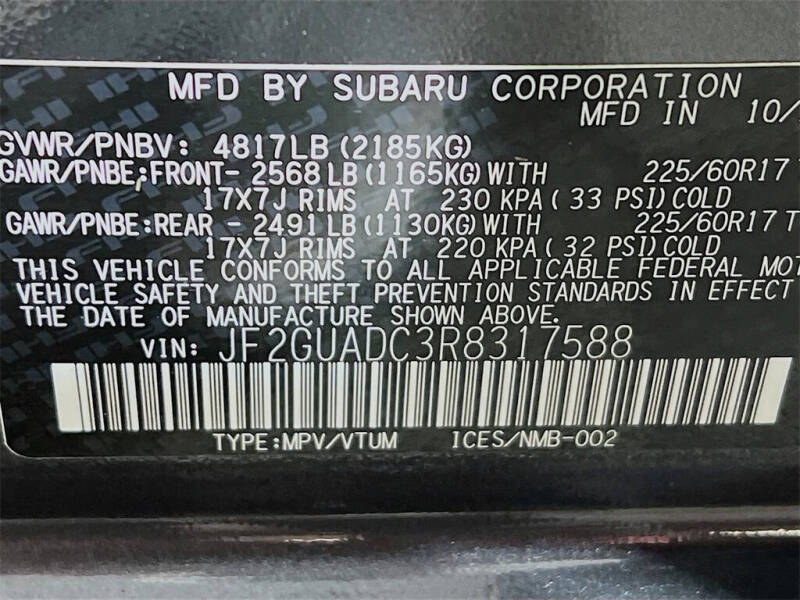 MFD BY SUBARU CORPORATION
MFD IN 10/
GVWR/PNBV: 4817LB (2185KG)
GAWR/PNBE;FRONT- 2568LB (1165KG)WITH 225/60R17 T
17X7J RIMS AT 230 KPA (33 PSI)COLD
GAWR/PNBE:REAR - 2491LB (1130KG)WITH 225/60R17 T
17X7J RIMS AT 220 KPA (32 PSI)COLD
THIS VEHICLE CONFORMS TO ALL APPLICABLE FEDERAL MOT
VEHICLE SAFETY AND THEFT PREVENTION STANDARDS IN EFFECT
THE DATE OF MANUFACTURE SHOWN ABOVE.
VIN: JF2GUADC3R8317588
TYPE:MPV/VTUM ICES/NMB-002